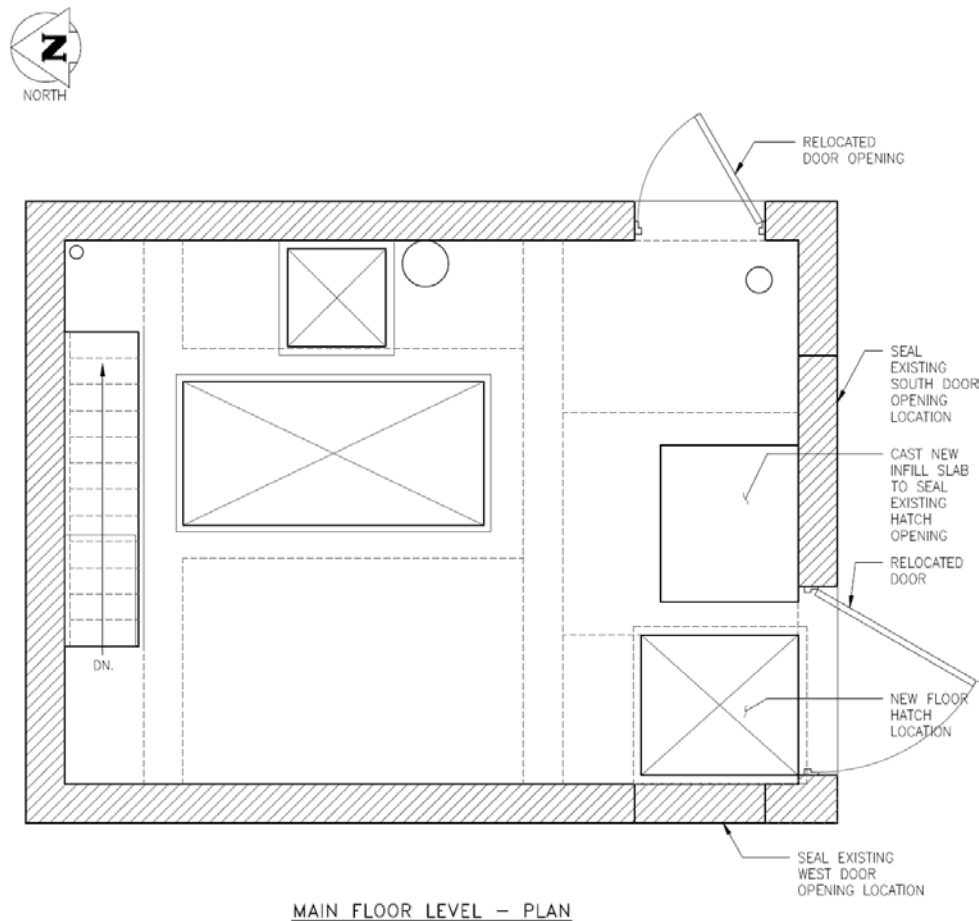 N
NORTH
RELOCATED
DOOR OPENING
SEAL
EXISTING
SOUTH DOOR
OPENING
LOCATION
CAST NEW
INFILL SLAB
TO SEAL
EXISTING
HATCH
OPENING
RELOCATED
DOOR
DN.
NEW FLOOR
HATCH
LOCATION
SEAL EXISTING
WEST DOOR
OPENING LOCATION
MAIN FLOOR LEVEL – PLAN